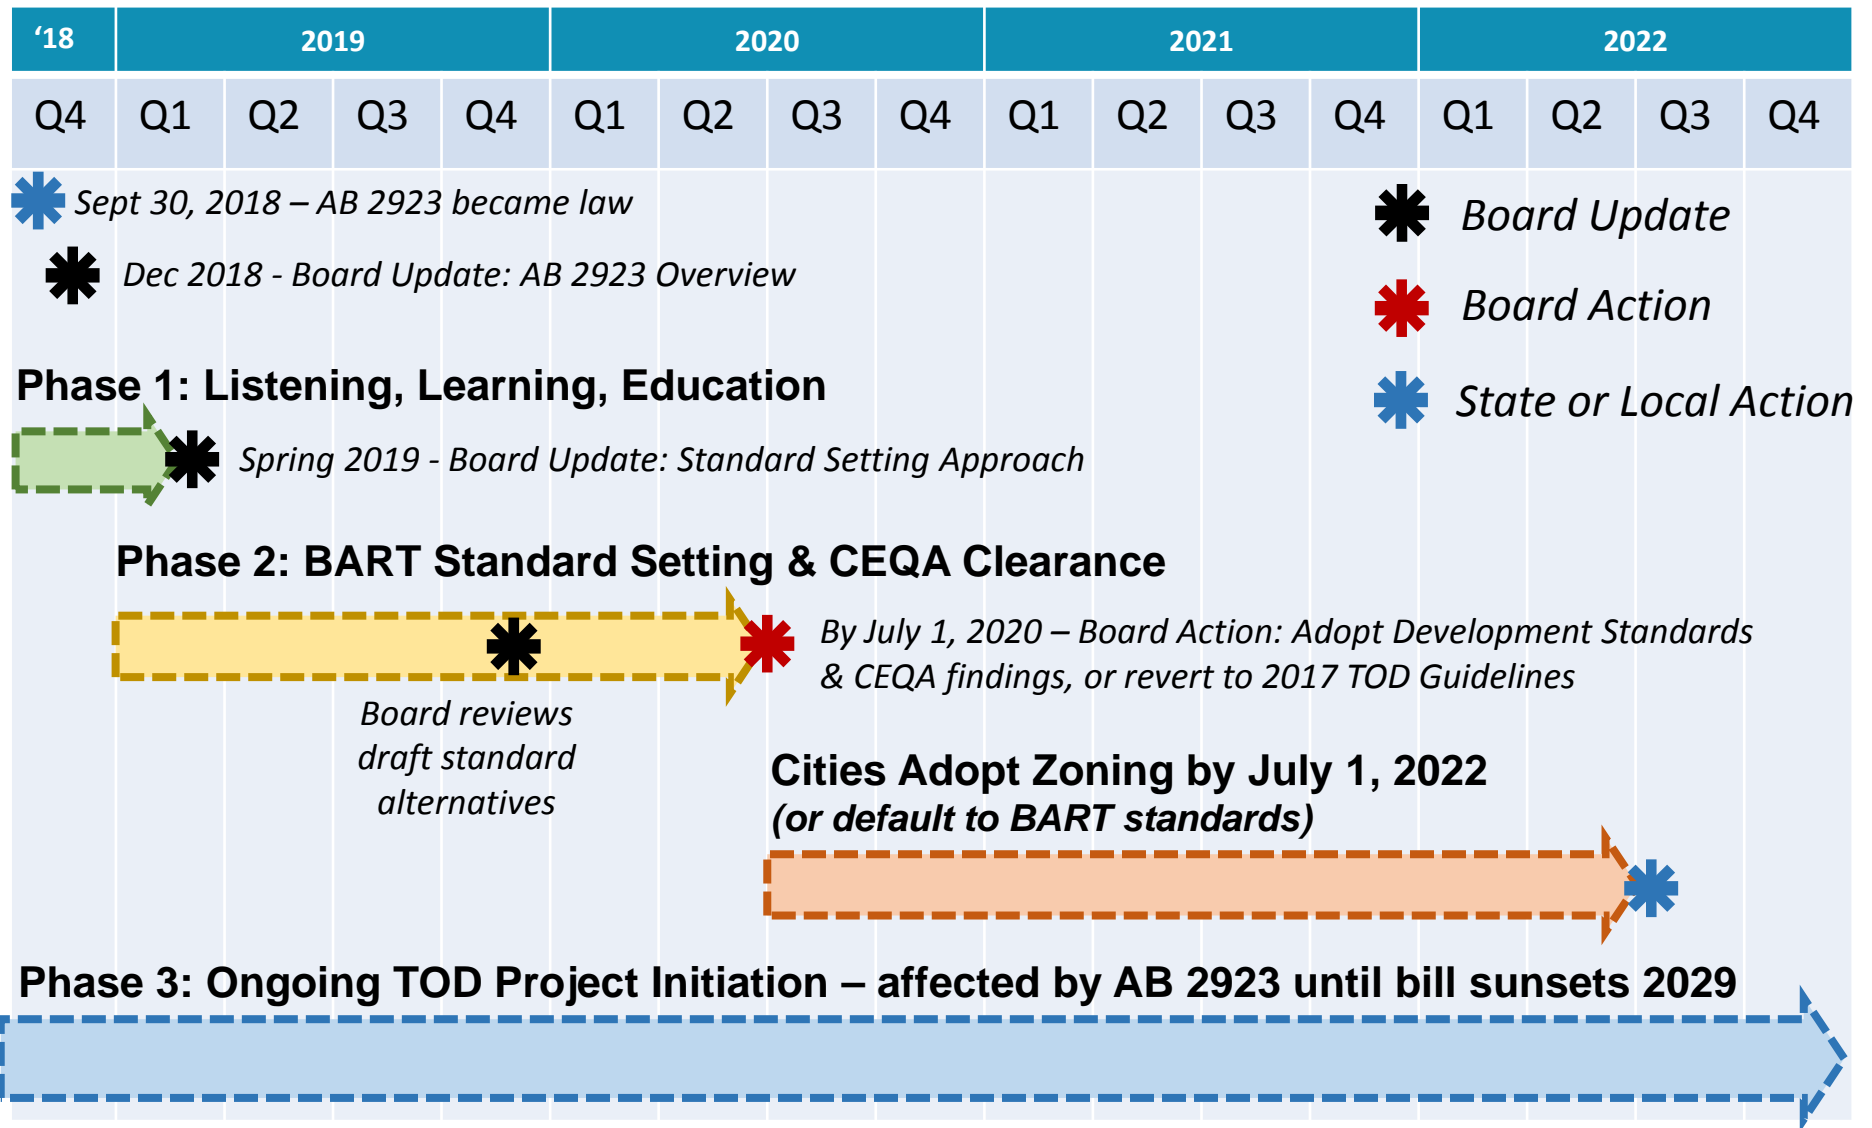 ‘18 2019 2020 2021 2022
Q4 Q1 Q2 Q3 Q4 Q1 Q2 Q3 Q4 Q1 Q2 Q3 Q4 Q1 Q2 Q3 Q4
Sept 30, 2018 – AB 2923 became law
Dec 2018 - Board Update: AB 2923 Overview
Board Update
Board Action
State or Local Action
Phase 1: Listening, Learning, Education
Spring 2019 - Board Update: Standard Setting Approach
Phase 2: BART Standard Setting & CEQA Clearance
By July 1, 2020 – Board Action: Adopt Development Standards
& CEQA findings, or revert to 2017 TOD Guidelines
Board reviews
draft standard
alternatives
Cities Adopt Zoning by July 1, 2022
(or default to BART standards)
Phase 3: Ongoing TOD Project Initiation – affected by AB 2923 until bill sunsets 2029